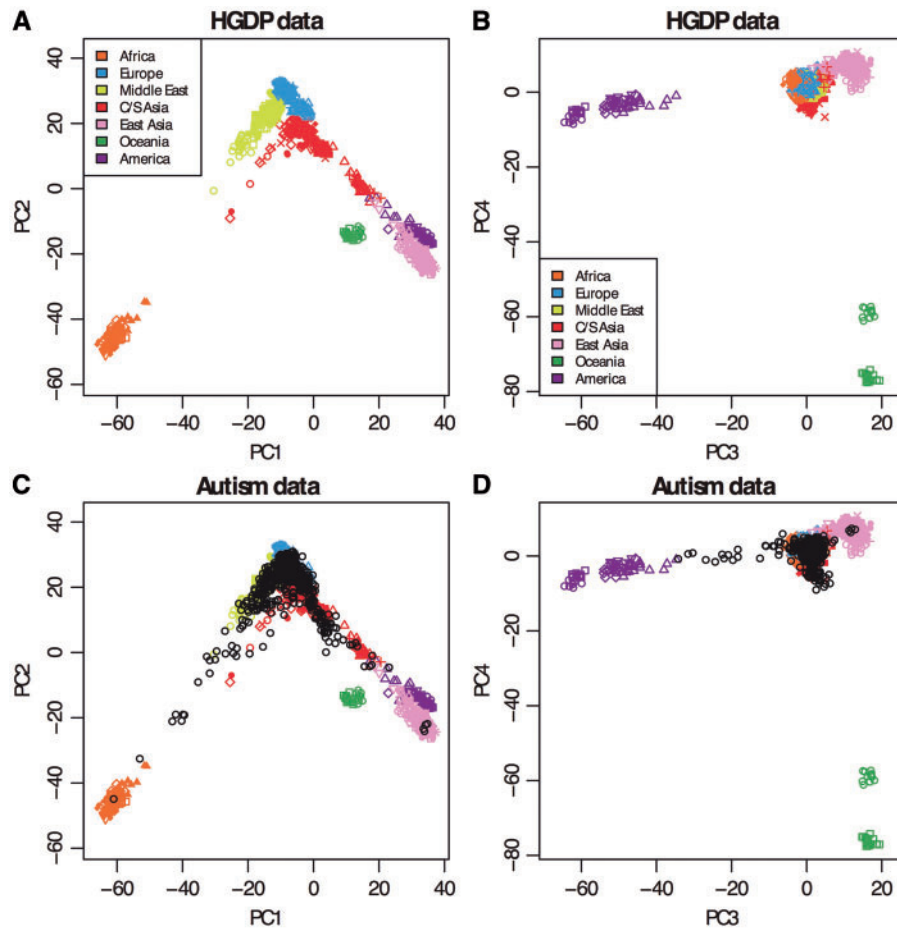 A
HGDP data
Africa
Europe
Middle East
C/SAsia
East Asia
Oceania
America
40
20
0
−20
−40
−60
PC2
−60 −40 −20 0 20 40
PC1
B
HGDP data
0
−20
−40
−60
−80
PC4
Africa
Europe
Middle East
C/SAsia
East Asia
Oceania
America
−60 −40 −20 0 20
PC3
C
Autism data
40
20
0
−20
−40
−60
PC2
−60 −40 −20 0 20 40
PC1
D
Autism data
0
−20
−40
−60
−80
PC4
−60 −40 −20 0 20
PC3